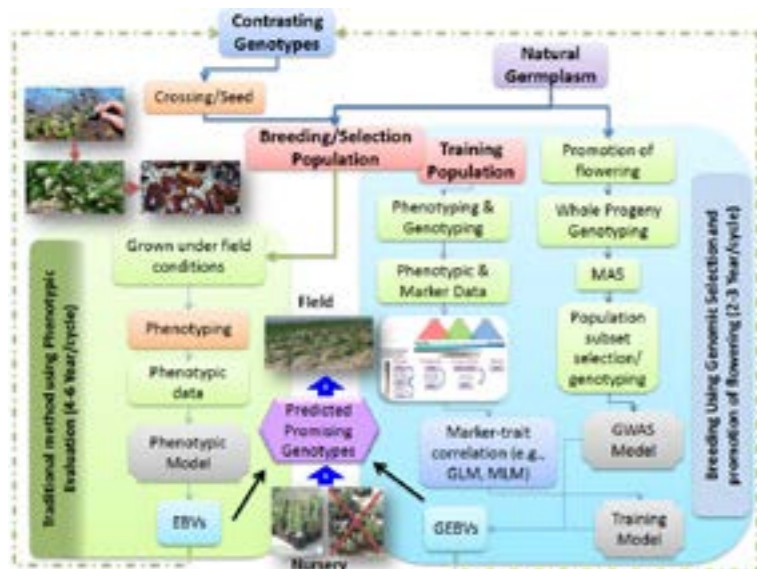 Contrasting
Genotypes
Natural
Germplasm
Crossing/Seed
Breeding/Selection
Population
Training
Population
Promotion of
flowering
Phenotyping &
Genotyping
Whole Progeny
Genotyping
Grown under field
conditions
Phenotypic &
Marker Data
MAS
Field
Phenotyping
Population
subset
selection/
genotyping
Phenotypic
data
Predicted
Promising
Genotypes
Phenotypic
Model
Marker-trait
correlation (e.g.,
GLM, MLM)
GWAS
Model
EBVs
GEBVs
Training
Model
Nursery
Traditional method using Phenotypic
Evaluation (4-6 Year/cycle)
Breeding Using Genomic Selection and
promotion of flowering (2-3 Year/cycle)